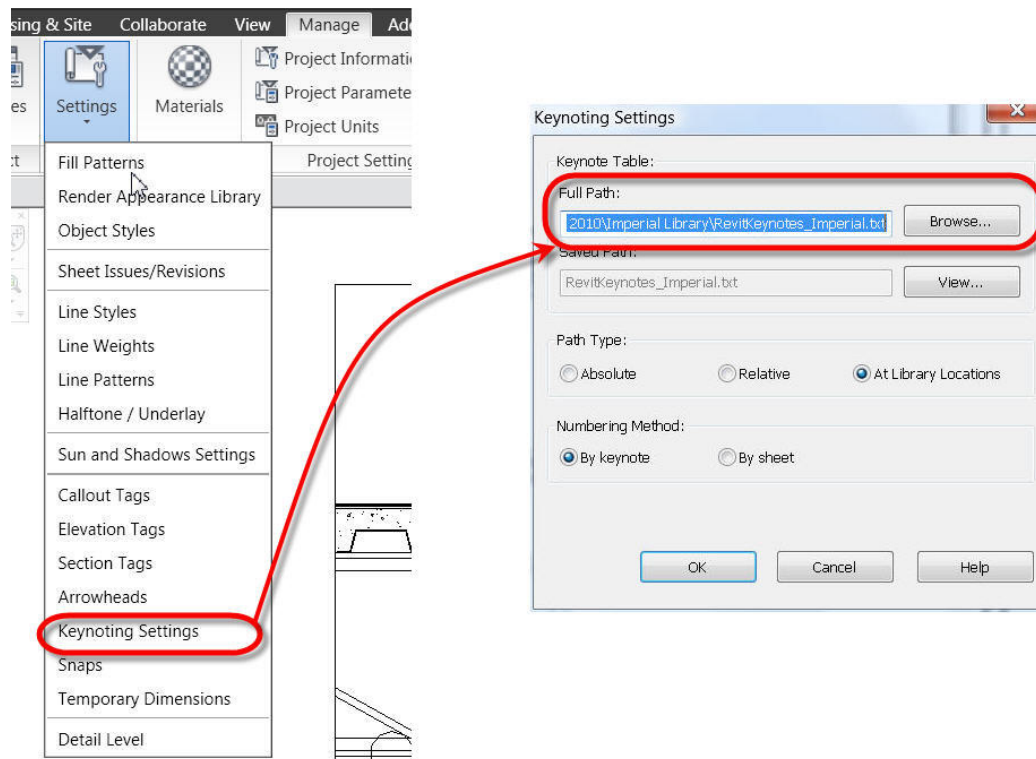 sing & Site Collaborate View Manage Ad
Settings
Materials
Project Informati
Project Paramete
Project Units
es
Project Setting
Fill Patterns
Render Appearance Library
Object Styles
Sheet Issues/Revisions
Line Styles
Line Weights
Line Patterns
Halftone / Underlay
Sun and Shadows Settings
Callout Tags
Elevation Tags
Section Tags
Arrowheads
Keynoting Settings
Snaps
Temporary Dimensions
Detail Level
Keynoting Settings
Keynote Table:
Full Path:
2010\Imperial Library\RevitKeynotes_Imperial.txt Browse...
Saved Path:
RevitKeynotes_Imperial.txt View...
Path Type:
Absolute Relative At Library Locations
Numbering Method:
By keynote By sheet
OK Cancel Help